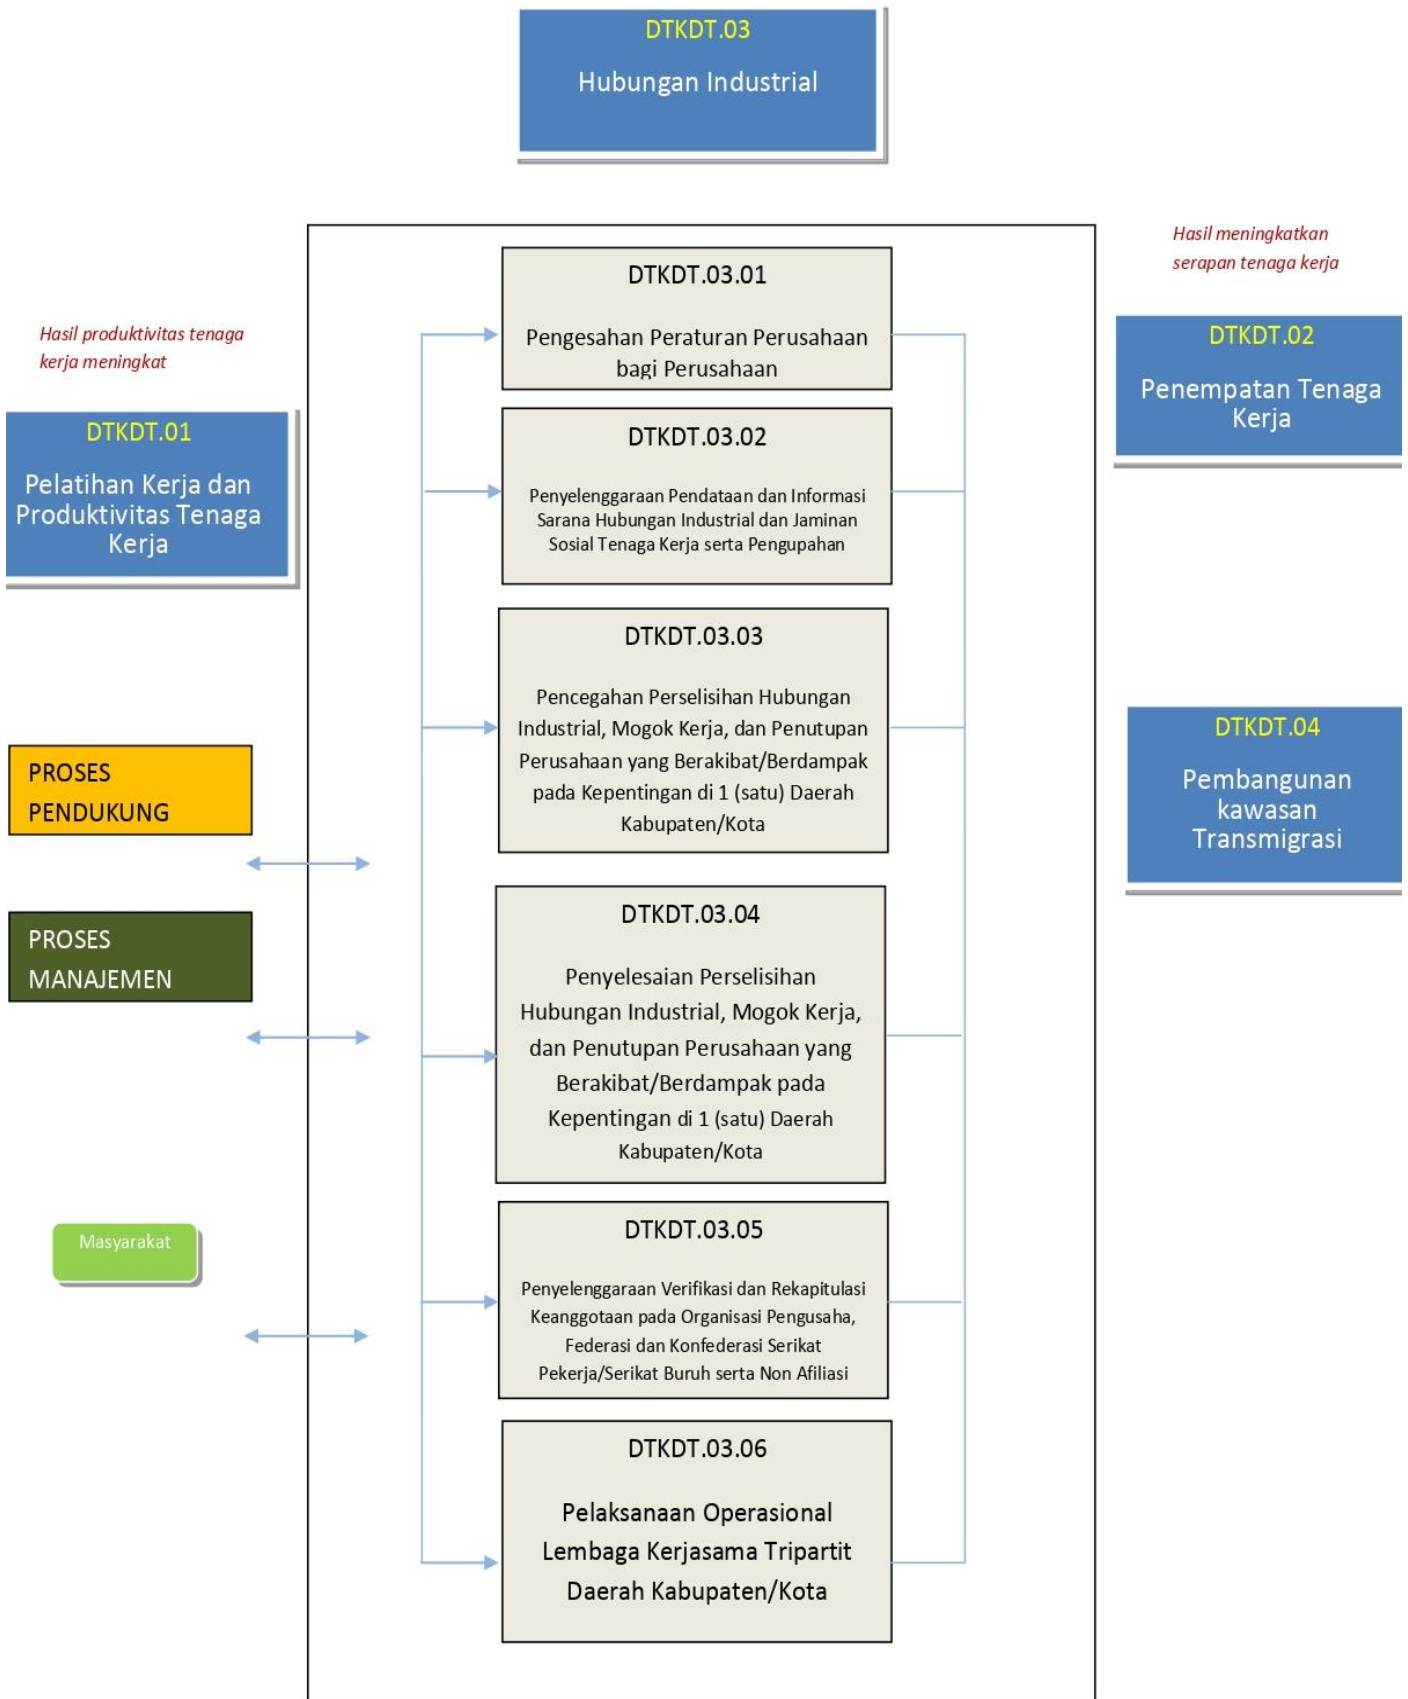 DTKDT.03
Hubungan Industrial
Hasil produktivitas tenaga
kerja meningkat
DTKDT.01
Pelatihan Kerja dan
Produktivitas Tenaga
Kerja
PROSES
PENDUKUNG
PROSES
MANAJEMEN
Masyarakat
DTKDT.03.01
Pengesahan Peraturan Perusahaan
bagi Perusahaan
DTKDT.03.02
Penyelenggaraan Pendataan dan Informasi
Sarana Hubungan Industrial dan Jaminan
Sosial Tenaga Kerja serta Pengupahan
DTKDT.03.03
Pencegahan Perselisihan Hubungan
Industrial, Mogok Kerja, dan Penutupan
Perusahaan yang Berakibat/Berdampak
pada Kepentingan di 1 (satu) Daerah
Kabupaten/Kota
DTKDT.03.04
Penyelesaian Perselisihan
Hubungan Industrial, Mogok Kerja,
dan Penutupan Perusahaan yang
Berakibat/Berdampak pada
Kepentingan di 1 (satu) Daerah
Kabupaten/Kota
DTKDT.03.05
Penyelenggaraan Verifikasi dan Rekapitulasi
Keanggotaan pada Organisasi Pengusaha,
Federasi dan Konfederasi Serikat
Pekerja/Serikat Buruh serta Non Afiliasi
DTKDT.03.06
Pelaksanaan Operasional
Lembaga Kerjasama Tripartit
Daerah Kabupaten/Kota
Hasil meningkatkan
serapan tenaga kerja
DTKDT.02
Penempatan Tenaga
Kerja
DTKDT.04
Pembangunan
kawasan
Transmigrasi